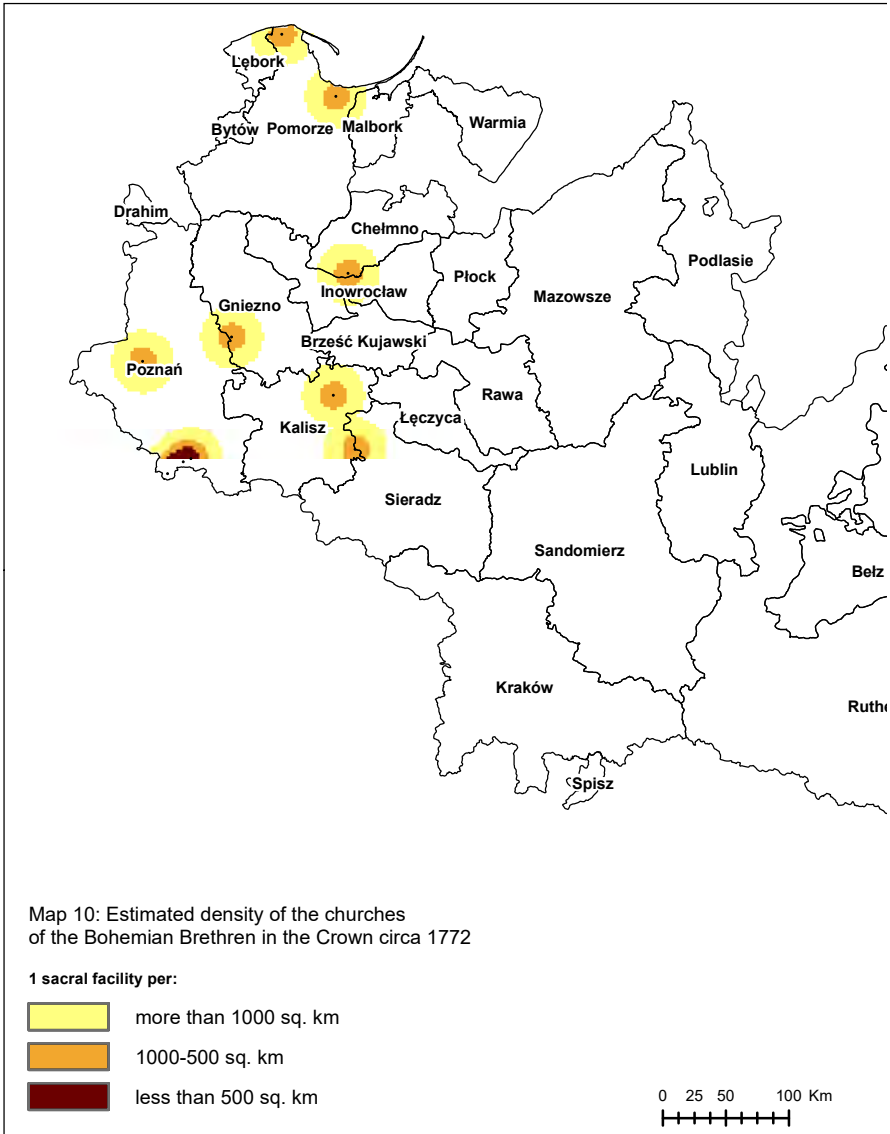 Lębork
Bytów
Pomorze
Malbork
Warmia
Drahim
Chełmno
Podlasie
Płock
Inowrocław
Mazowsze
Gniezno
Brześć Kujawski
Poznań
Rawa
Łęczyca
Kalisz
Lublin
Sieradz
Sandomierz
Bełz
Kraków
Ruthe
Spisz
Map 10: Estimated density of the churches
of the Bohemian Brethren in the Crown circa 1772
1 sacral facility per:
more than 1000 sq. km
1000-500 sq. km
less than 500 sq. km
0 25 50 100 Km